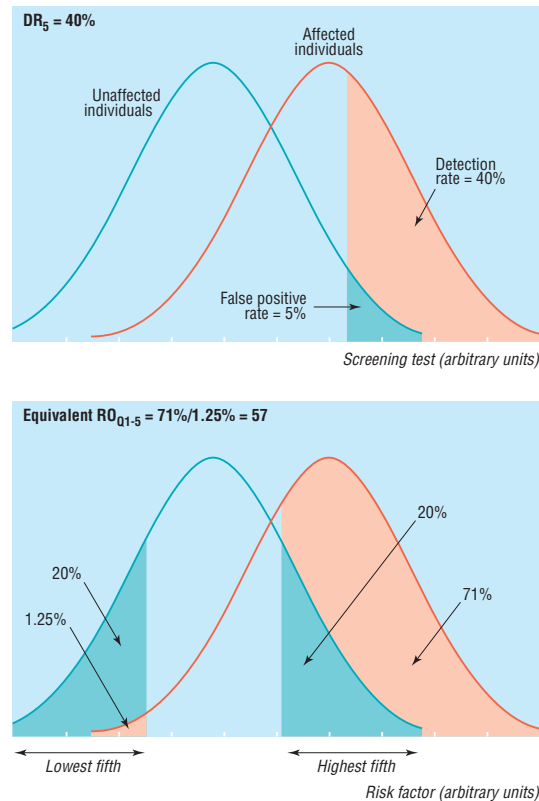 DR5 = 40%
Affected
individuals
Unaffected
individuals
Detection
rate = 40%
False positive
rate = 5%
Screening test (arbitrary units)
Equivalent ROQ1-5 = 71%/1.25% = 57
20%
20%
1.25%
71%
Lowest fifth
Highest fifth
Risk factor (arbitrary units)